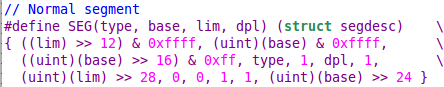 // Normal segment
#define SEG(type, base, lim, dpl) (struct segdesc) \
{ ((lim) >> 12) & 0xffff, (uint)(base) & 0xffff, \
((uint)(base) >> 16) & 0xff, type, 1, dpl, 1, \
(uint)(lim) >> 28, 0, 0, 1, 1, (uint)(base) >> 24 }